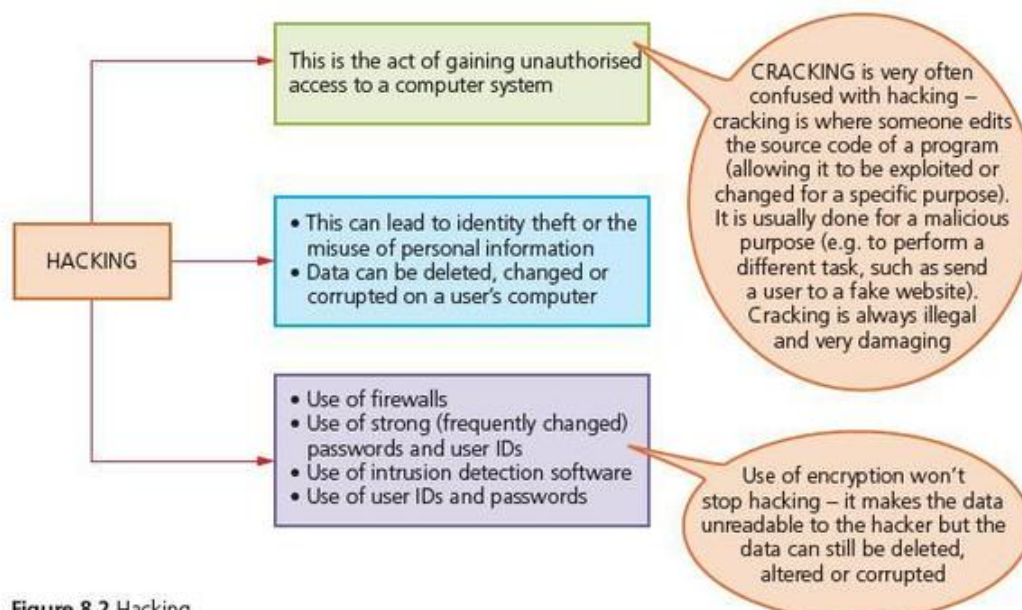 This is the act of gaining unauthorised
access to a computer system
CRACKING is very often
confused with hacking –
cracking is where someone edits
the source code of a program
(allowing it to be exploited or
changed for a specific purpose).
It is usually done for a malicious
purpose (e.g. to perform a
different task, such as send
a user to a fake website).
Cracking is always illegal
and very damaging
HACKING
• This can lead to identity theft or the
misuse of personal information
• Data can be deleted, changed or
corrupted on a user's computer
• Use of firewalls
• Use of strong (frequently changed)
passwords and user IDs
• Use of intrusion detection software
• Use of user IDs and passwords
Use of encryption won't
stop hacking – it makes the data
unreadable to the hacker but the
data can still be deleted,
altered or corrupted
Figure 8.2 Hacking